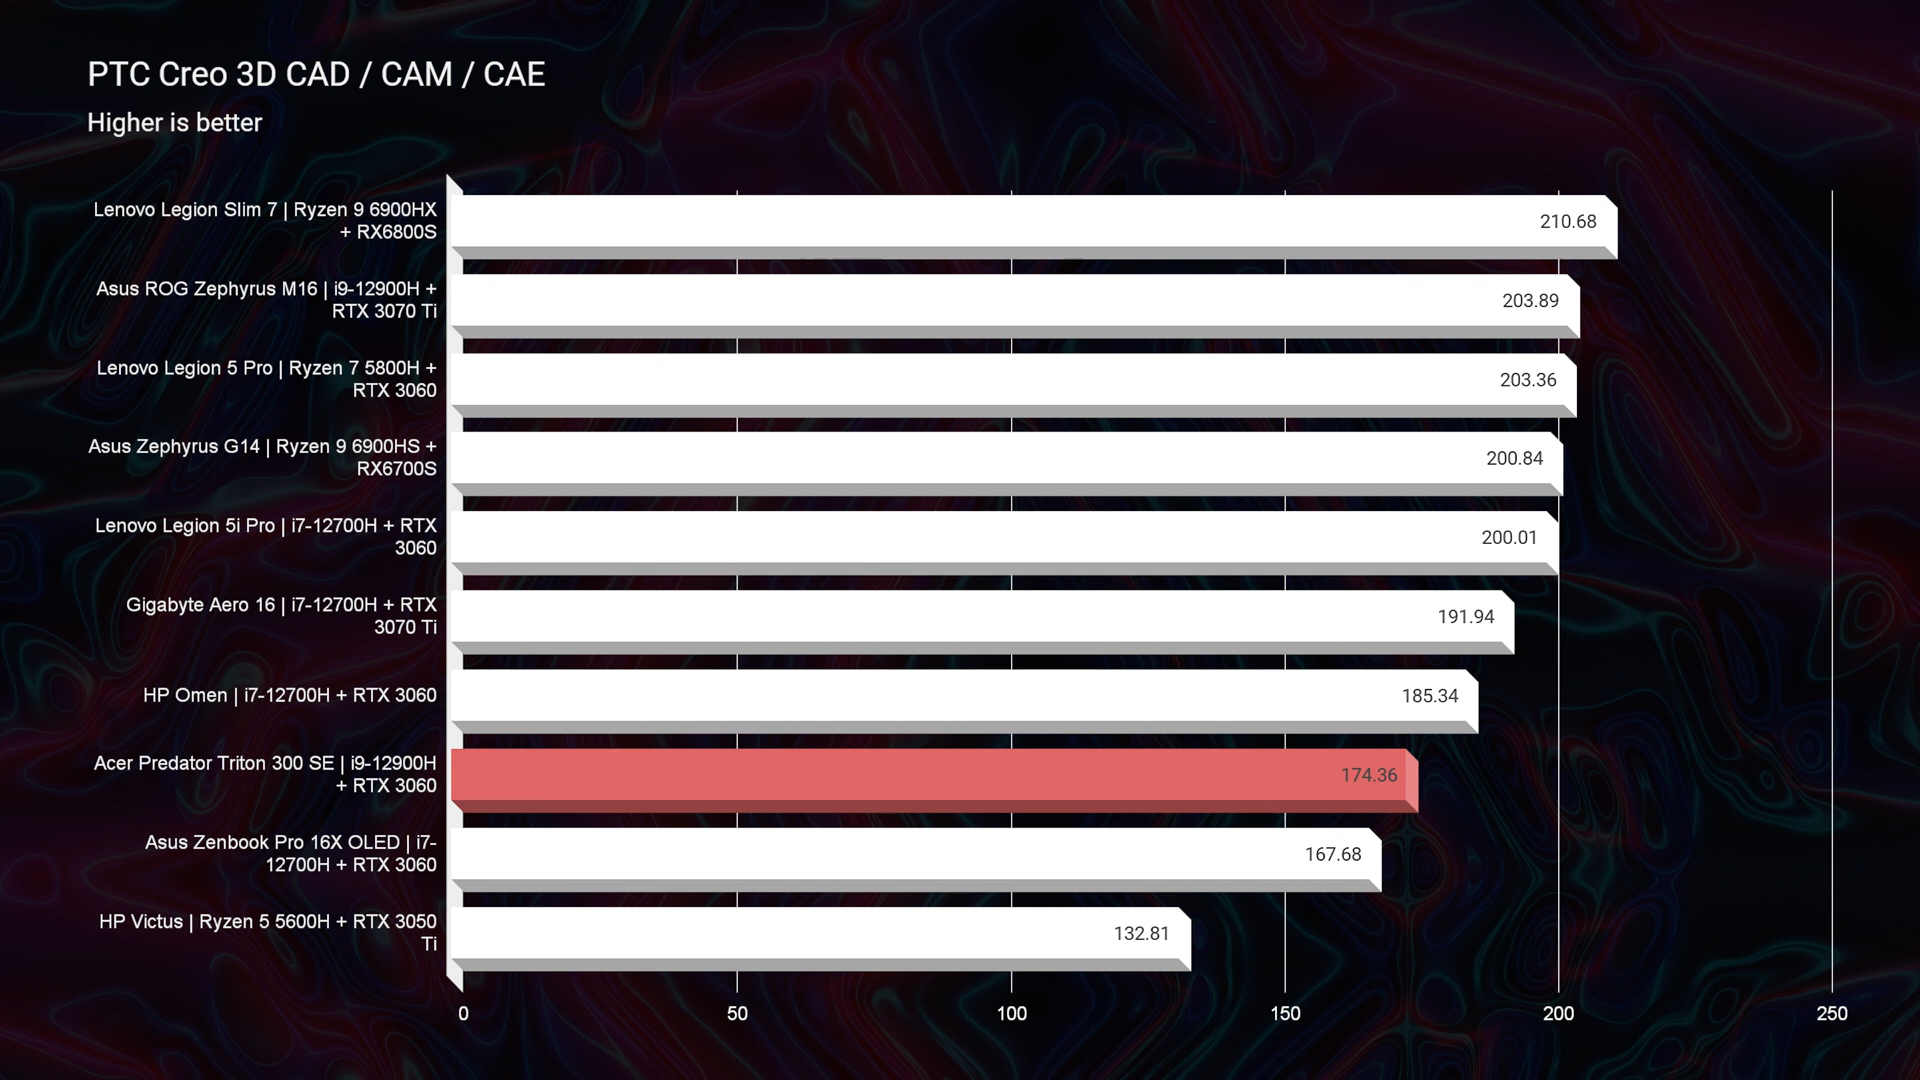 PTC Creo 3D CAD / CAM / CAE
Higher is better
Lenovo Legion Slim 7 | Ryzen 9 6900HX
+ RX6800S
210.68
Asus ROG Zephyrus M16 | i9-12900H +
RTX 3070 Ti
203.89
Lenovo Legion 5 Pro | Ryzen 7 5800H +
RTX 3060
203.36
Asus Zephyrus G14 | Ryzen 9 6900HS +
RX6700S
200.84
Lenovo Legion 5i Pro | i7-12700H + RTX
3060
200.01
Gigabyte Aero 16 | i7-12700H + RTX
3070 Ti
191.94
HP Omen | i7-12700H + RTX 3060
185.34
Acer Predator Triton 300 SE | i9-12900H
+ RTX 3060
174.36
Asus Zenbook Pro 16X OLED | i7-
12700H + RTX 3060
167.68
HP Victus | Ryzen 5 5600H + RTX 3050
Ti
132.81
0 50 100 150 200 250